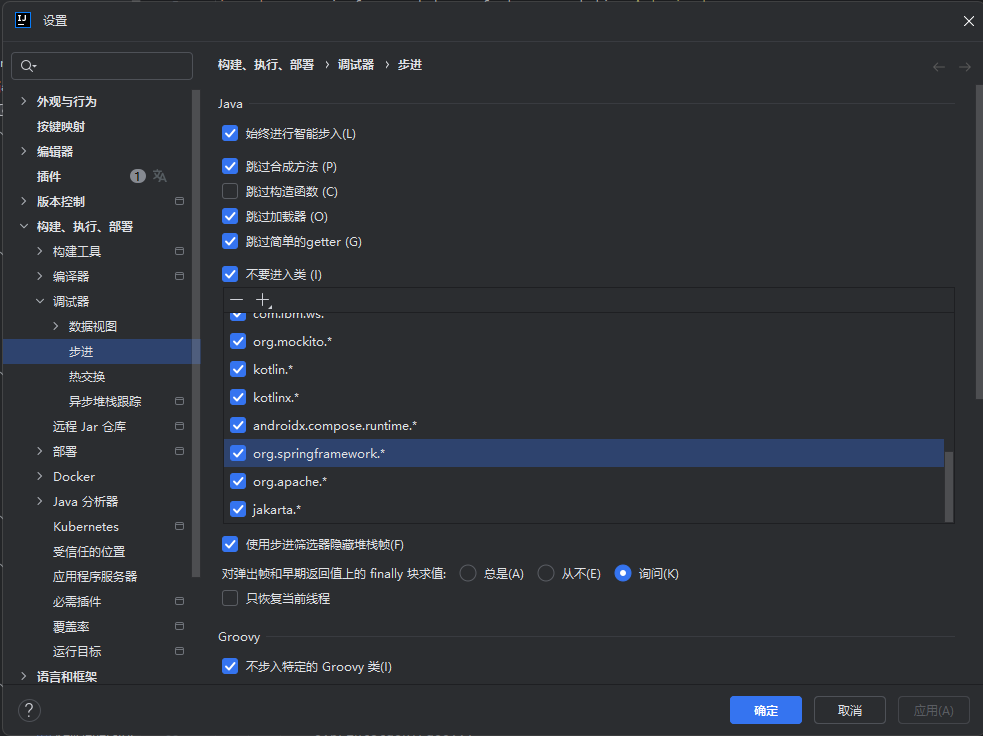 设置
构建、执行、部署 › 调试器 › 步进
外观与行为
按键映射
编辑器
插件 1
版本控制
构建、执行、部署
构建工具
编译器
调试器
数据视图
步进
热交换
异步堆栈跟踪
远程 Jar 仓库
部署
Docker
Java 分析器
Kubernetes
受信任的位置
应用程序服务器
必需插件
覆盖率
运行目标
语言和框架
Java
始终进行智能步入(L)
跳过合成方法 (P)
跳过构造函数 (C)
跳过加载器 (O)
跳过简单的getter (G)
不要进入类 (I)
com.ibm.ws.
org.mockito.*
kotlin.*
kotlinx.*
androidx.compose.runtime.*
org.springframework.*
org.apache.*
jakarta.*
使用步进筛选器隐藏堆栈帧(F)
对弹出帧和早期返回值上的 finally 块求值: 总是(A) 从不(E) 询问(K)
只恢复当前线程
Groovy
不步入特定的 Groovy 类(I)
? 确定 取消 应用(A)